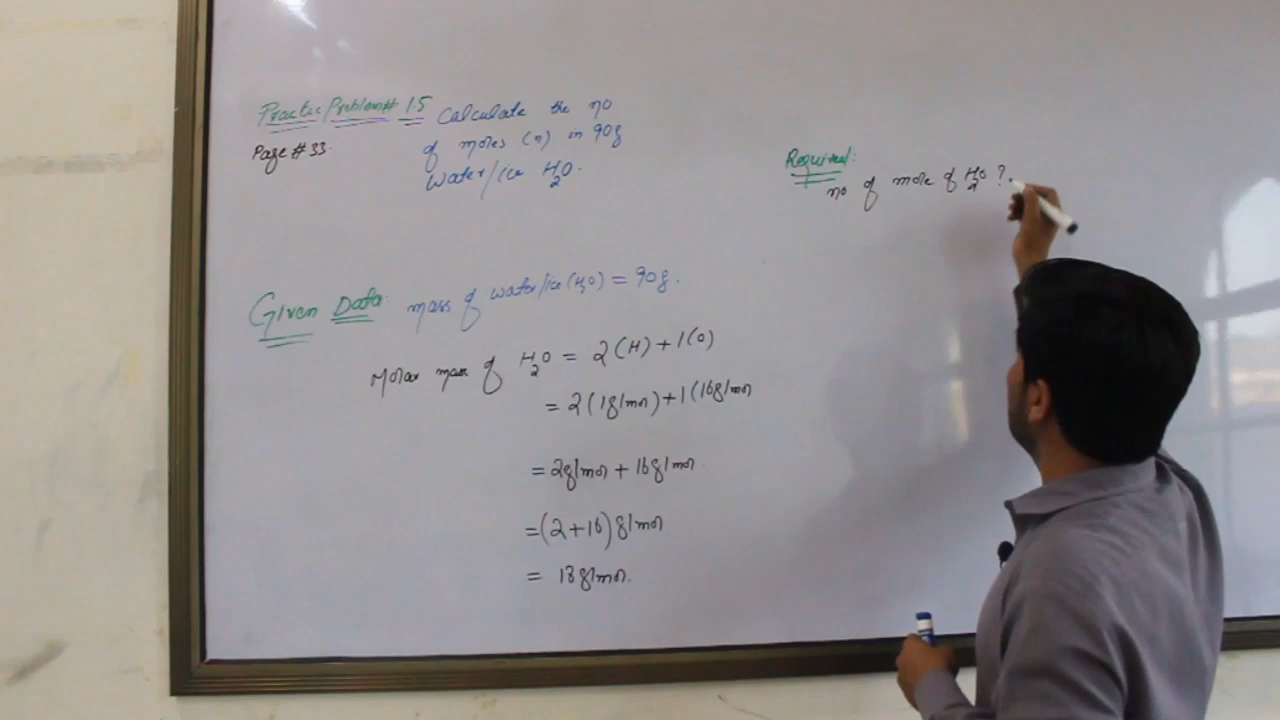 Practic Problem# 1.5 Calculate the no
of moles (n) in 90g
Page # 33.
Water/ice H2O.
Required:
no of mole of H2O ?
Given Data: mass of water/ice (H2O) = 90g.
Molar mass of H2O = 2(H) + 1(O)
= 2(1g/mol) + 1(16g/mol
= 2g/mol + 16g/mol
= (2+16) g/mol
= 18g/mol.